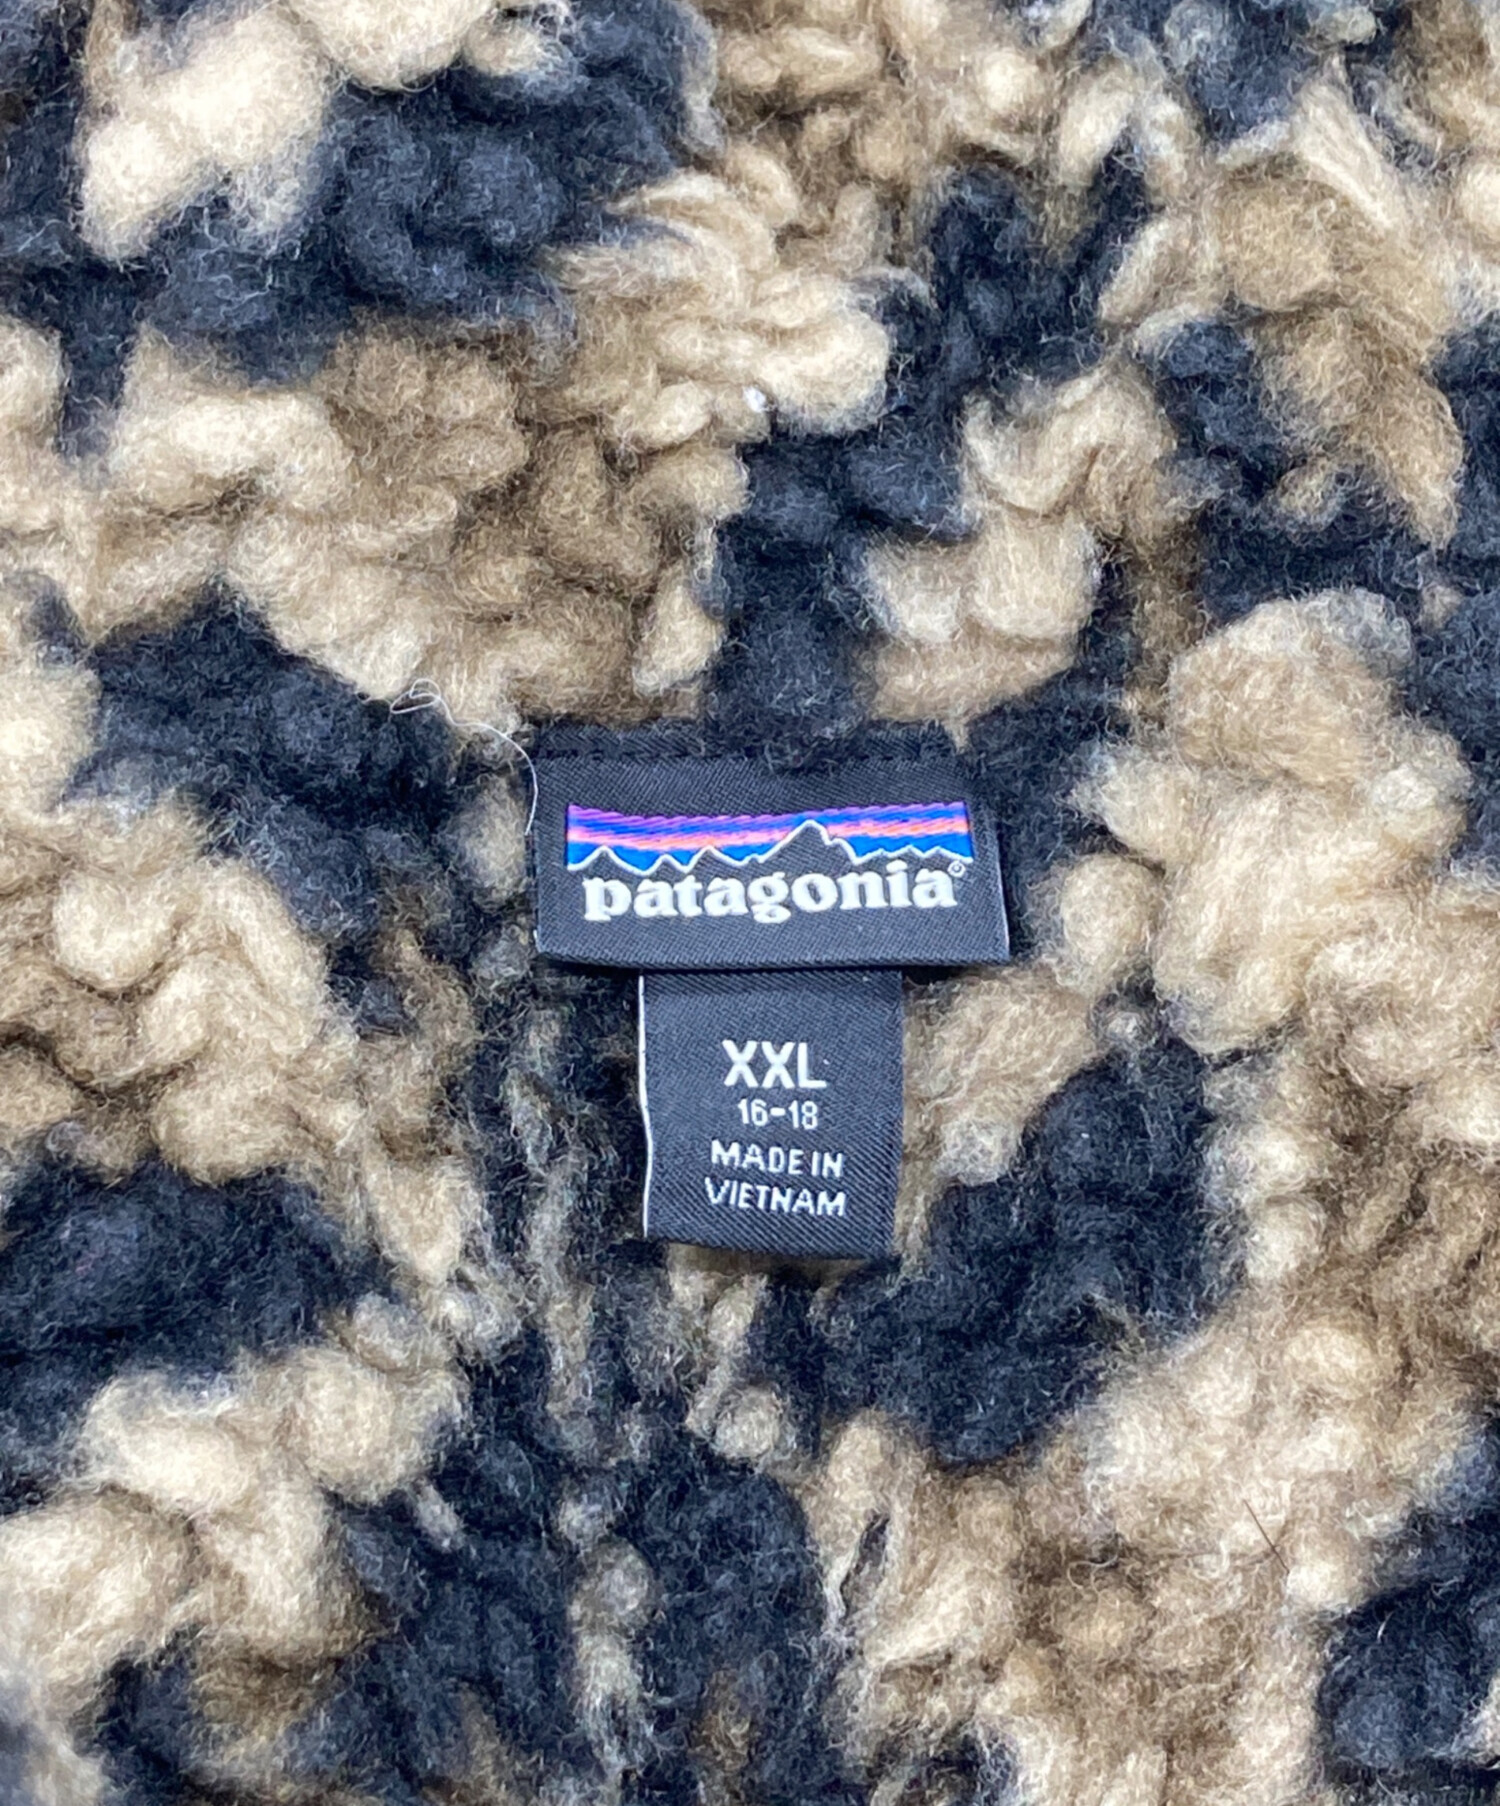 patagonia®
XXL
16-18
MADE IN
VIETNAM